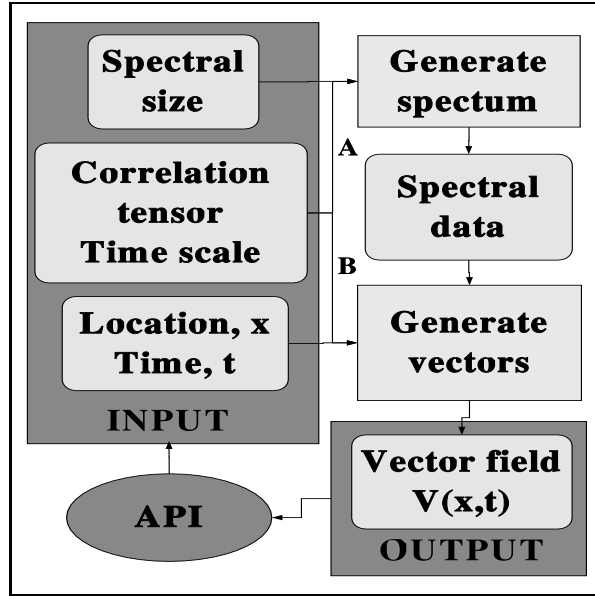 Spectral
size
Correlation
tensor
Time scale
Location, x
Time, t
INPUT
API
A
B
Generate
spectum
Spectral
data
Generate
vectors
Vector field
V(x,t)
OUTPUT